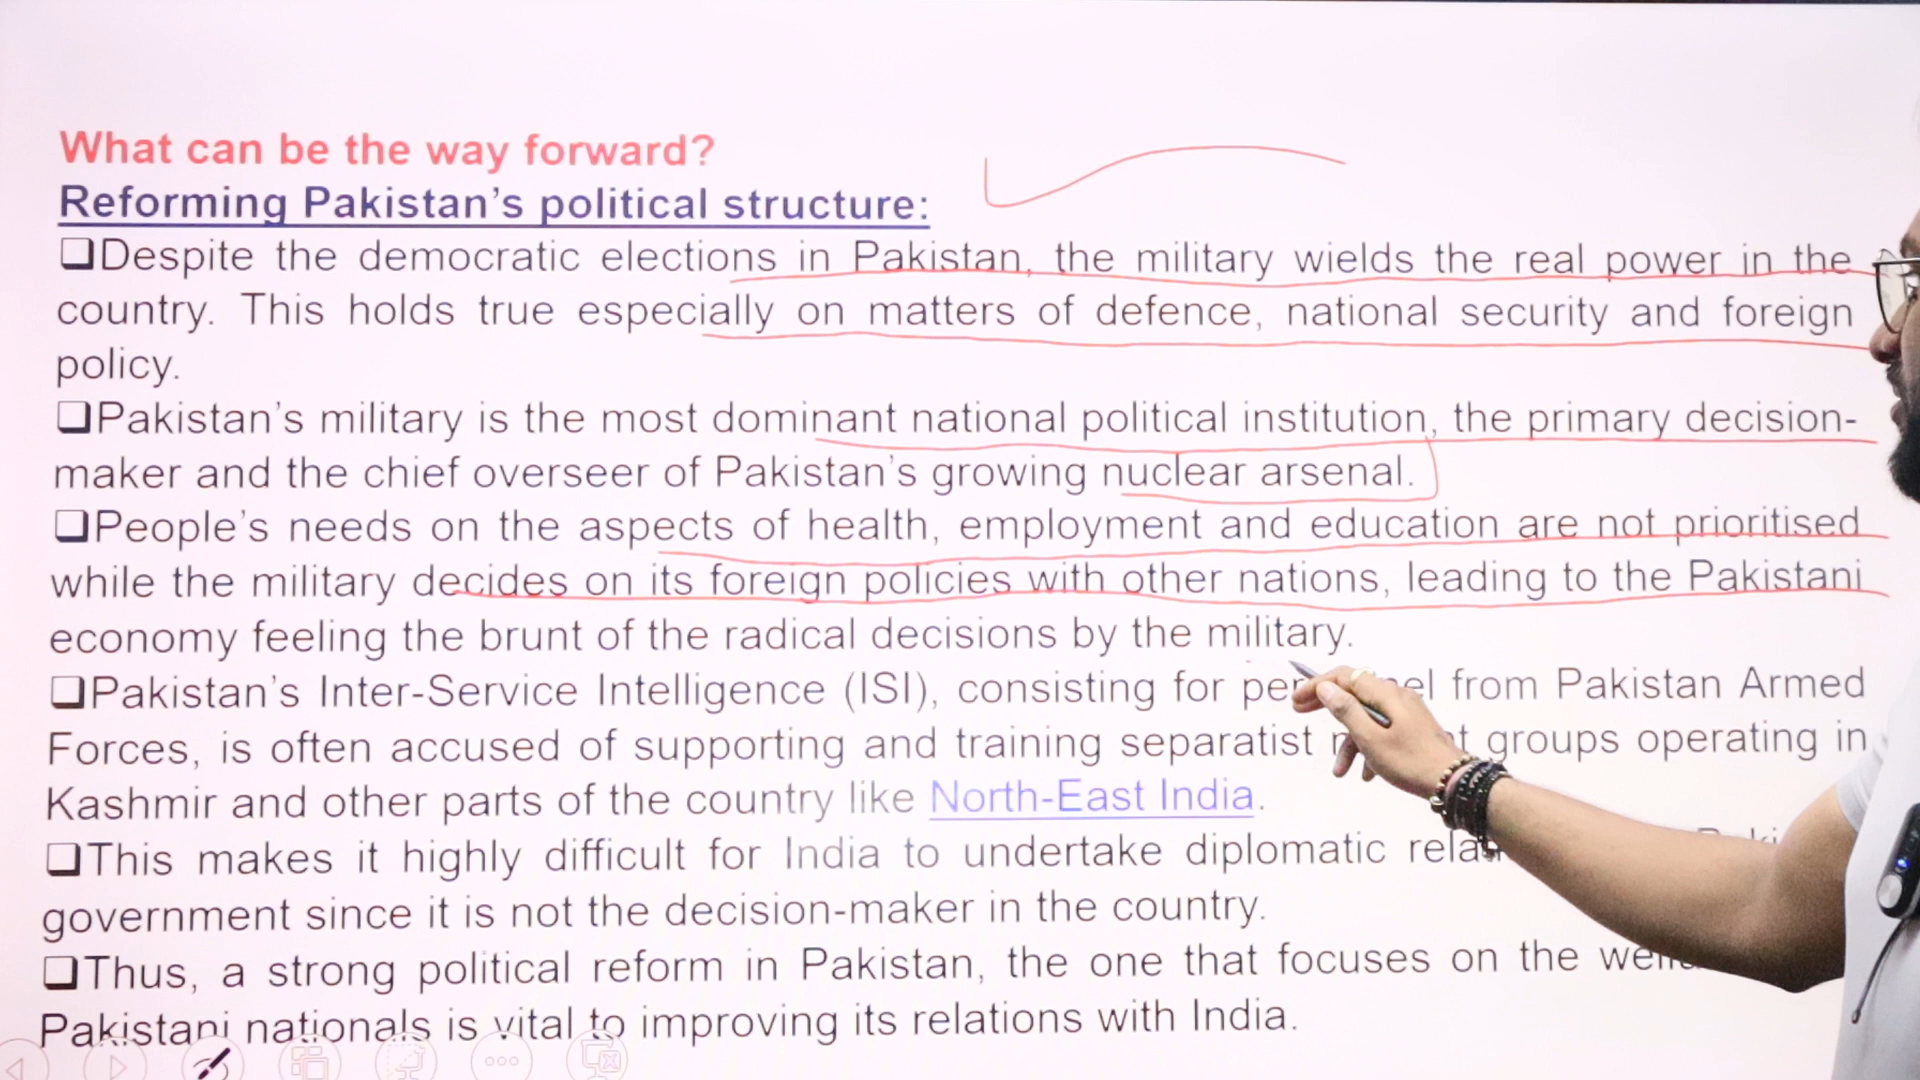 What can be the way forward?
Reforming Pakistan's political structure:
❑Despite the democratic elections in Pakistan, the military wields the real power in the
country. This holds true especially on matters of defence, national security and foreign
policy.
❑Pakistan's military is the most dominant national political institution, the primary decision-
maker and the chief overseer of Pakistan's growing nuclear arsenal.
❑People's needs on the aspects of health, employment and education are not prioritised
while the military decides on its foreign policies with other nations, leading to the Pakistani
economy feeling the brunt of the radical decisions by the military.
❑Pakistan's Inter-Service Intelligence (ISI), consisting for from Pakistan Armed
Forces, is often accused of supporting and training separatist groups operating in
Kashmir and other parts of the country like North-East India.
❑This makes it highly difficult for India to undertake diplomatic
government since it is not the decision-maker in the country.
❑Thus, a strong political reform in Pakistan, the one that focuses on the
Pakistani nationals is vital to improving its relations with India.